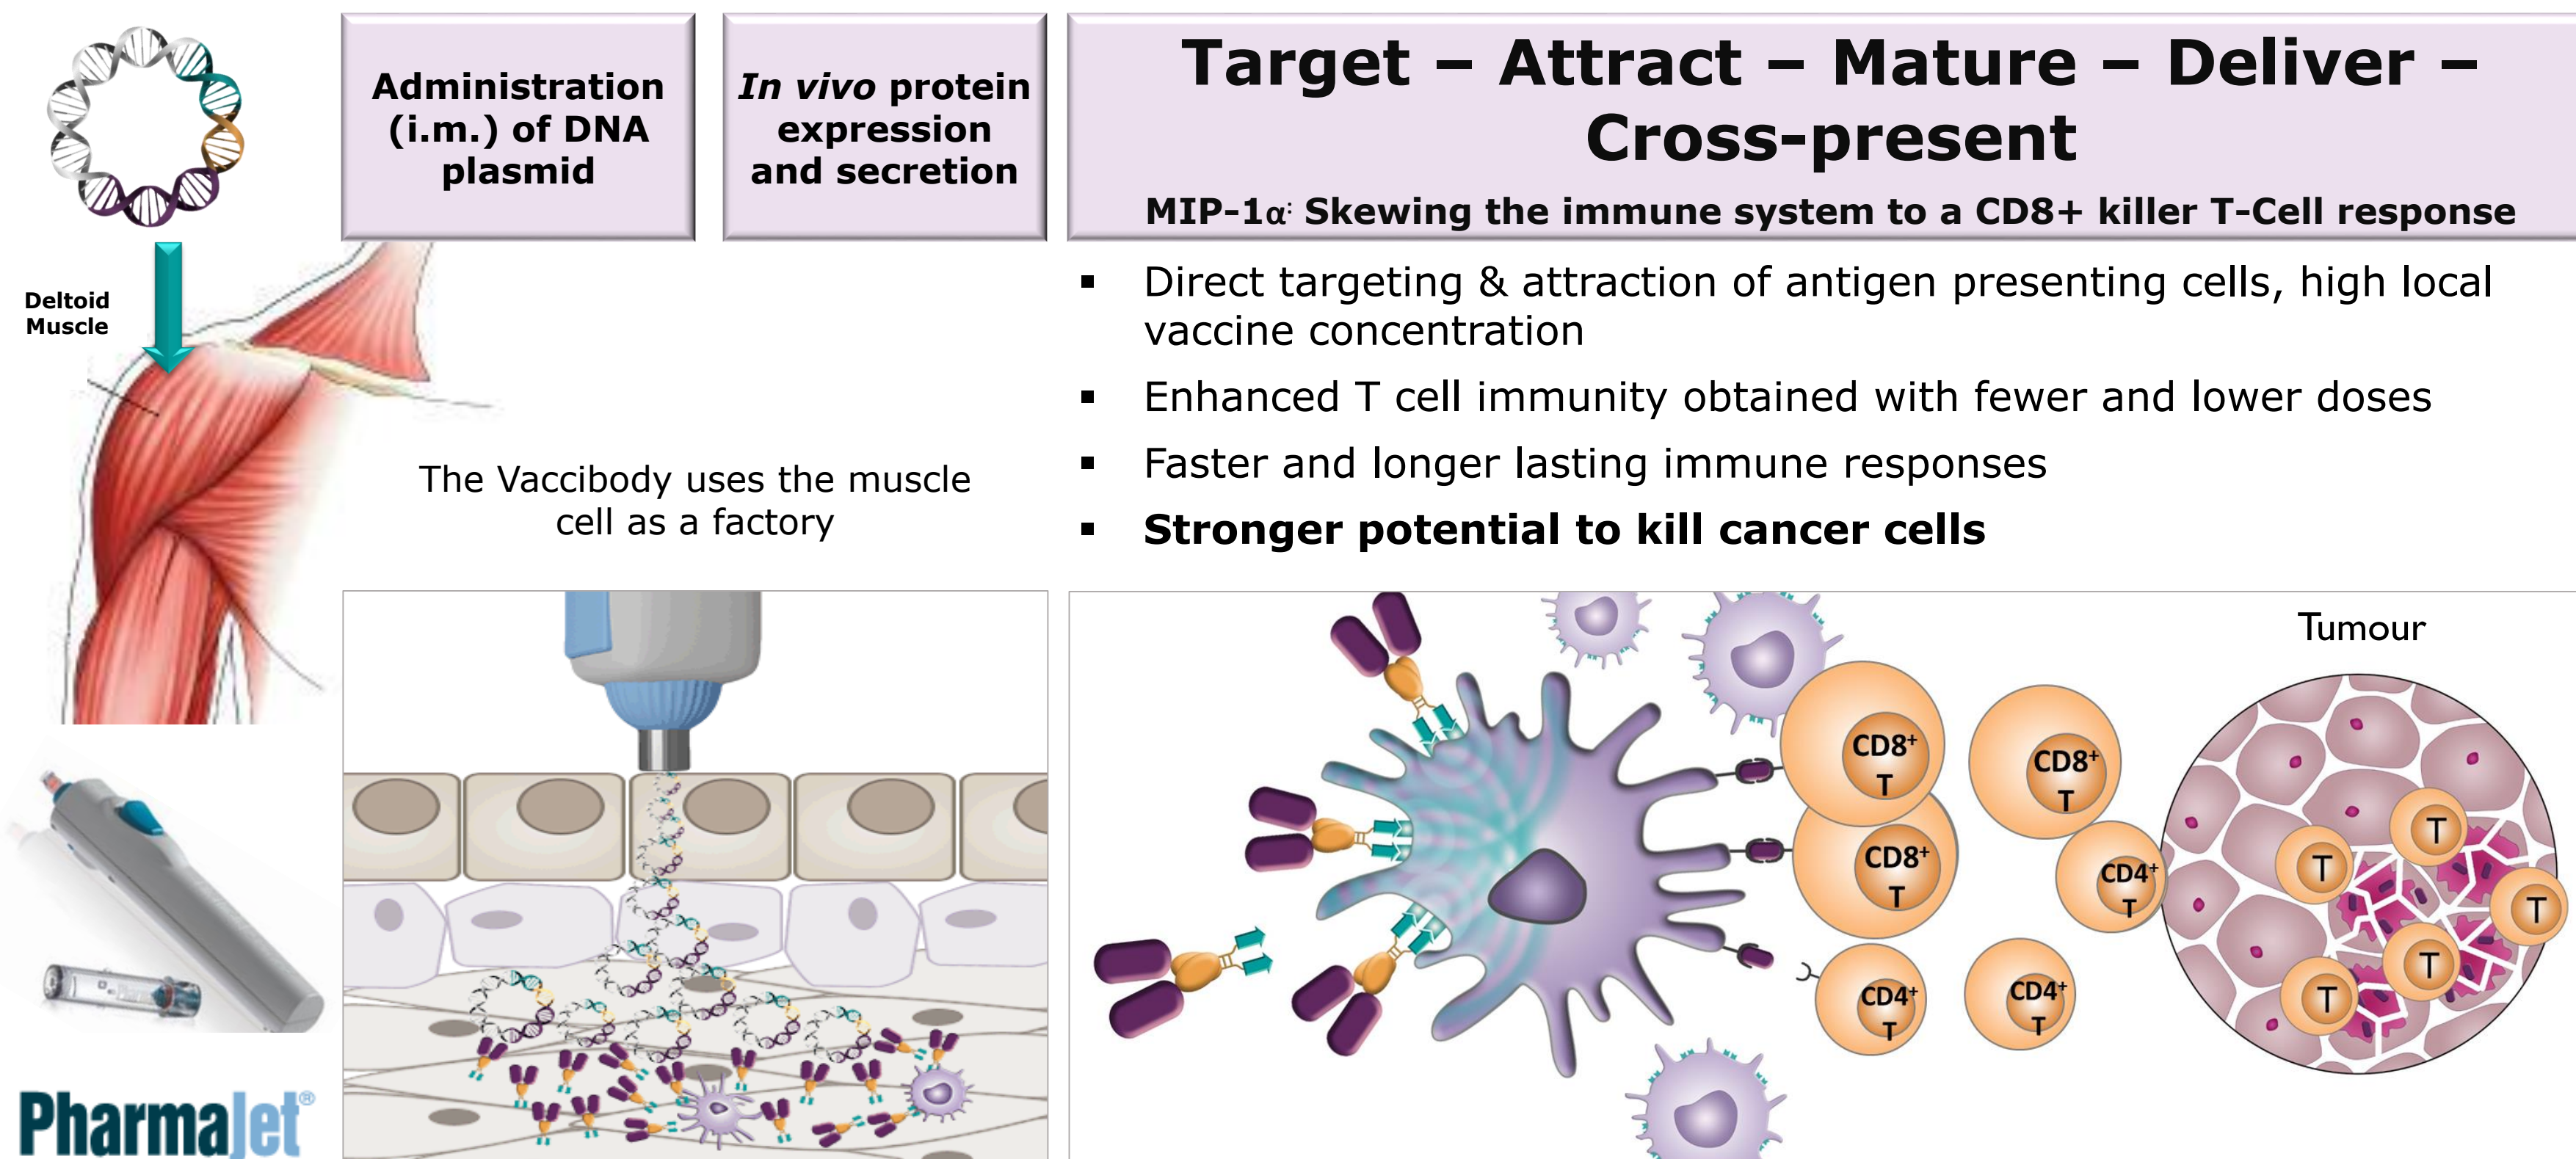 Administration
(i.m.) of DNA
plasmid
In vivo protein
expression
and secretion
Target – Attract – Mature – Deliver –
Cross-present
MIP-1α: Skewing the immune system to a CD8+ killer T-Cell response
Deltoid
Muscle
The Vaccibody uses the muscle
cell as a factory
▪ Direct targeting & attraction of antigen presenting cells, high local
vaccine concentration
▪ Enhanced T cell immunity obtained with fewer and lower doses
▪ Faster and longer lasting immune responses
▪ Stronger potential to kill cancer cells
PharmaJet®
Tumour
CD8+
T
CD8+
T
CD8+
T
CD4+
T
CD4+
T
CD4+
T
T
T
T
T
T